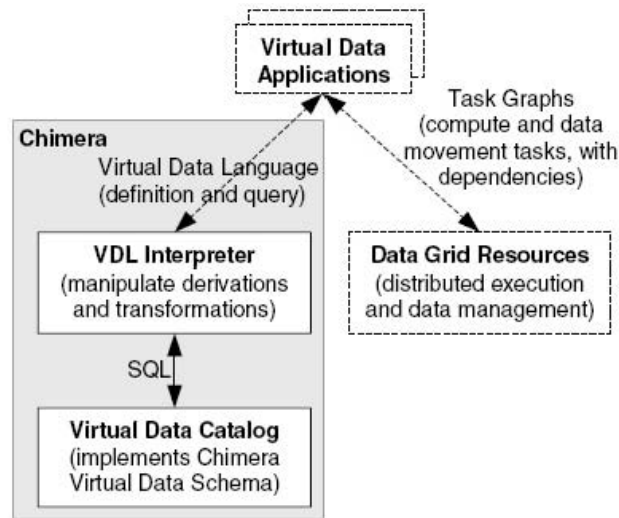 Virtual Data
Applications
Task Graphs
(compute and data
movement tasks, with
dependencies)
Chimera
Virtual Data Language
(definition and query)
VDL Interpreter
(manipulate derivations
and transformations)
Data Grid Resources
(distributed execution
and data management)
SQL
Virtual Data Catalog
(implements Chimera
Virtual Data Schema)